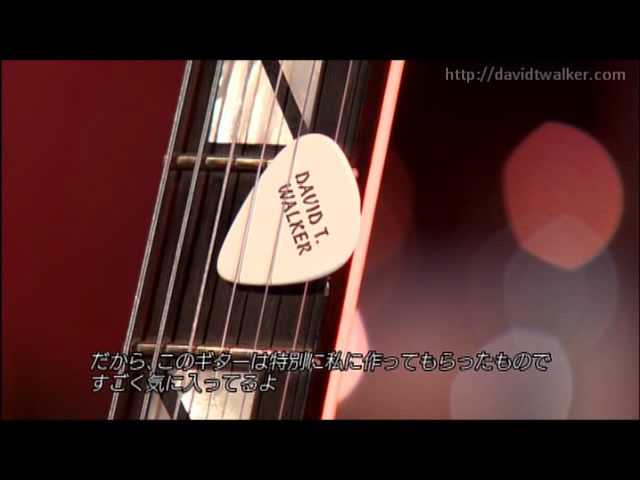 http://davidtwalker.com
DAVID T.
WALKER
だから、このギターは特別に私に作ってもらったもので
すごく気に入ってるよ